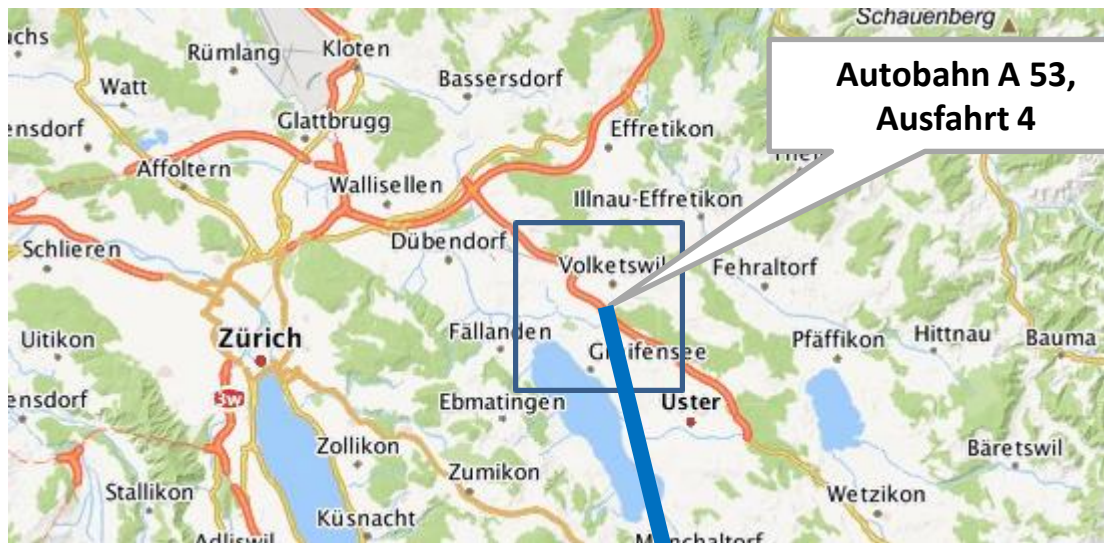 Schauenberg
Kloten
Rümlang
Bassersdorf
Watt
Autobahn A 53,
Ausfahrt 4
Glattbrugg
Effretikon
Affoltern
Wallisellen
Illnau-Effretikon
Schlieren
Dübendorf
Volketswil
Fehraltorf
Uitikon
Zürich
Fällanden
Greifensee
Pfäffikon
Hittnau
Bauma
3w
Ebmatingen
Uster
Zollikon
Bäretswil
Zumikon
Stallikon
Wetzikon
Küsnacht